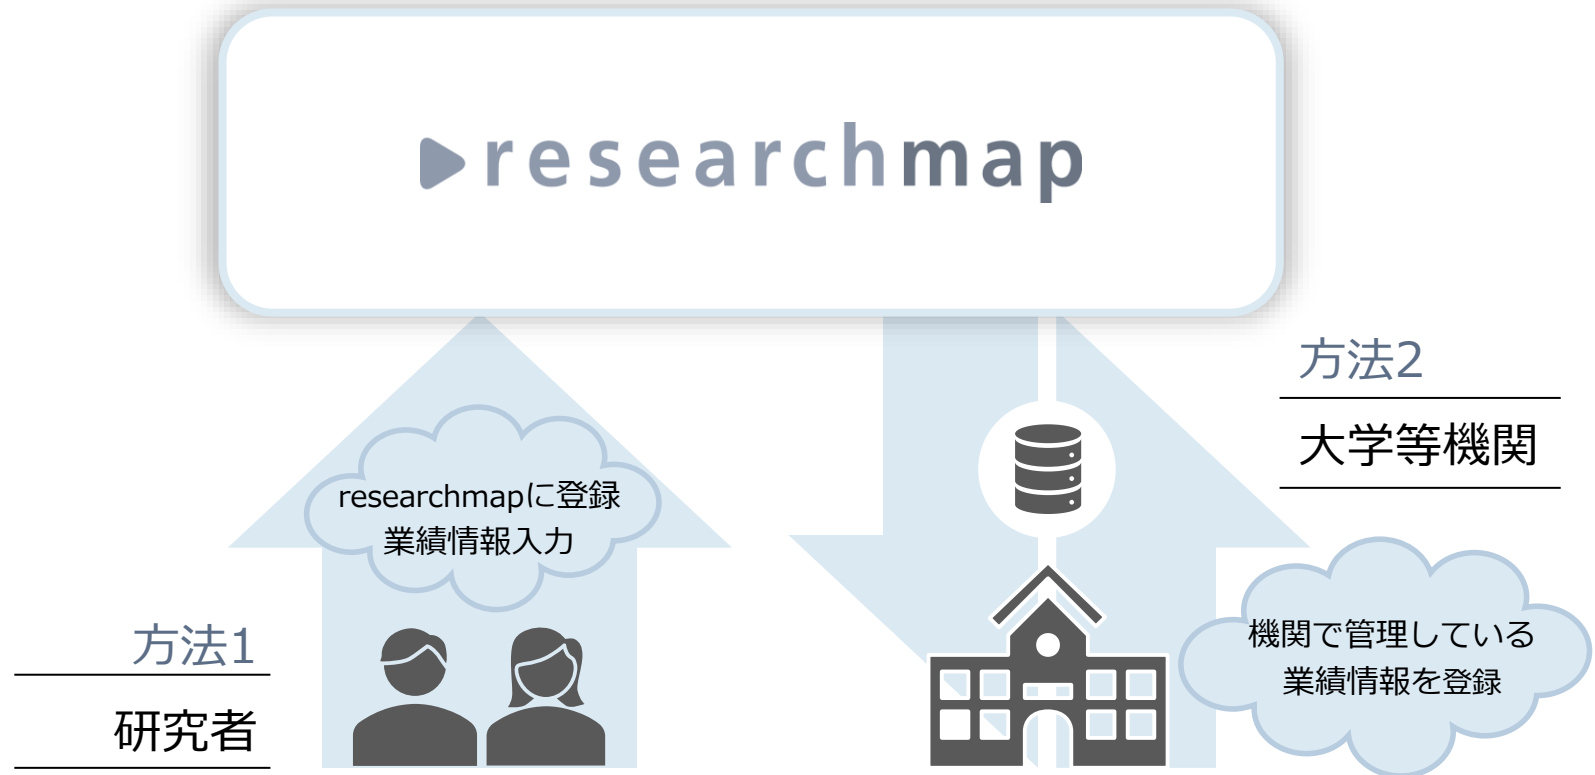 researchmap
方法2
大学等機関
researchmapに登録
業績情報入力
機関で管理している
業績情報を登録
方法1
研究者